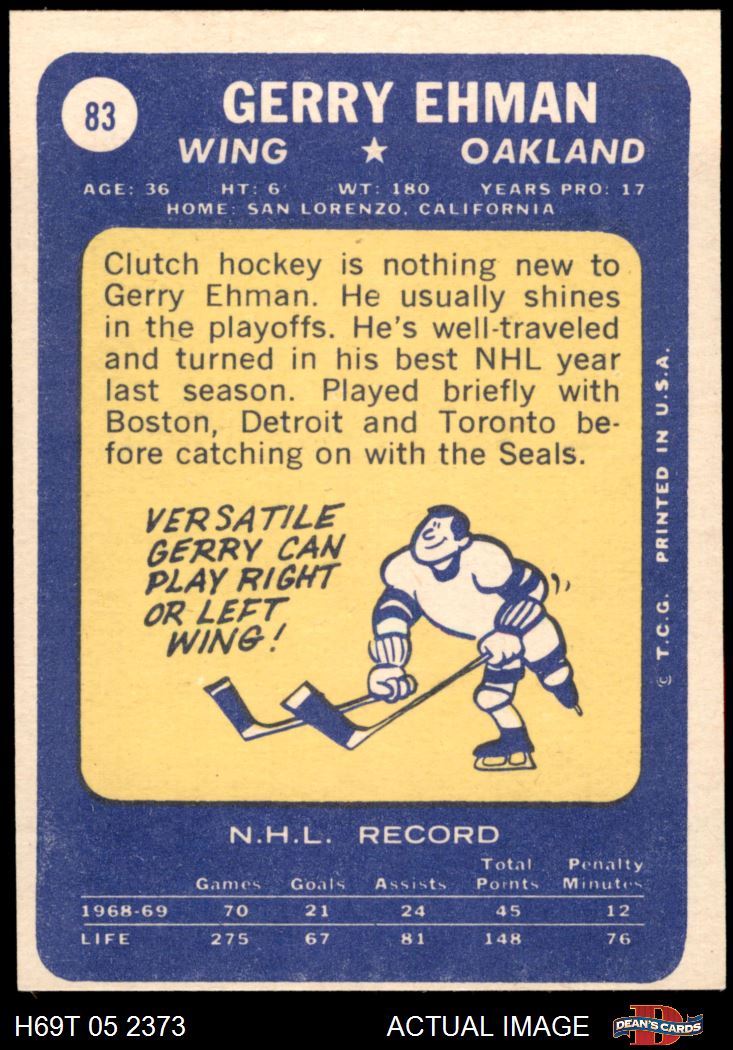 83
GERRY EHMAN
WING ★ OAKLAND
AGE: 36 HT: 6' WT: 180 YEARS PRO: 17
HOME: SAN LORENZO, CALIFORNIA
Clutch hockey is nothing new to
Gerry Ehman. He usually shines
in the playoffs. He's well-traveled
and turned in his best NHL year
last season. Played briefly with
Boston, Detroit and Toronto be-
fore catching on with the Seals.
VERSATILE
GERRY CAN
PLAY RIGHT
OR LEFT
WING!
© T.C.G. PRINTED IN U.S.A.
N.H.L. RECORD
Games Goals Assists Total Points Penalty Minutes
1968-69 70 21 24 45 12
LIFE 275 67 81 148 76
H69T 05 2373 ACTUAL IMAGE DEAN'S CARDS